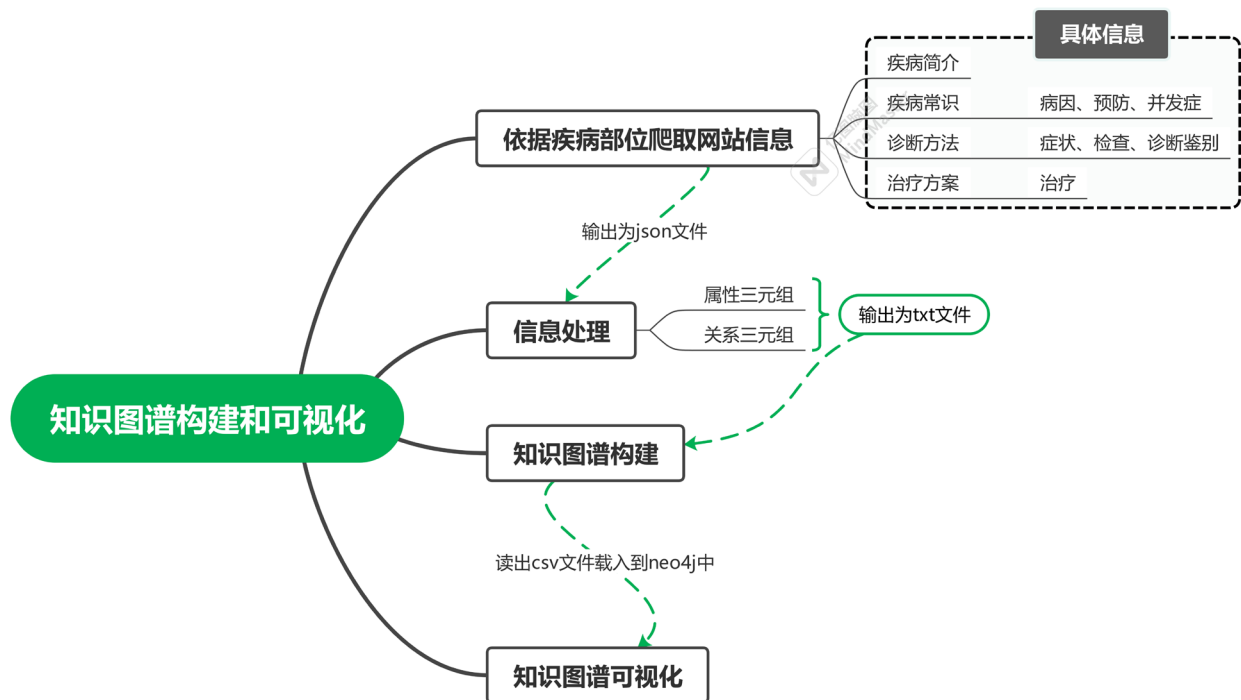 具体信息
疾病简介
疾病常识 病因、预防、并发症
依据疾病部位爬取网站信息
诊断方法 症状、检查、诊断鉴别
治疗方案 治疗
输出为json文件
属性三元组
输出为txt文件
信息处理
关系三元组
知识图谱构建和可视化
知识图谱构建
读出csv文件载入到neo4j中
知识图谱可视化